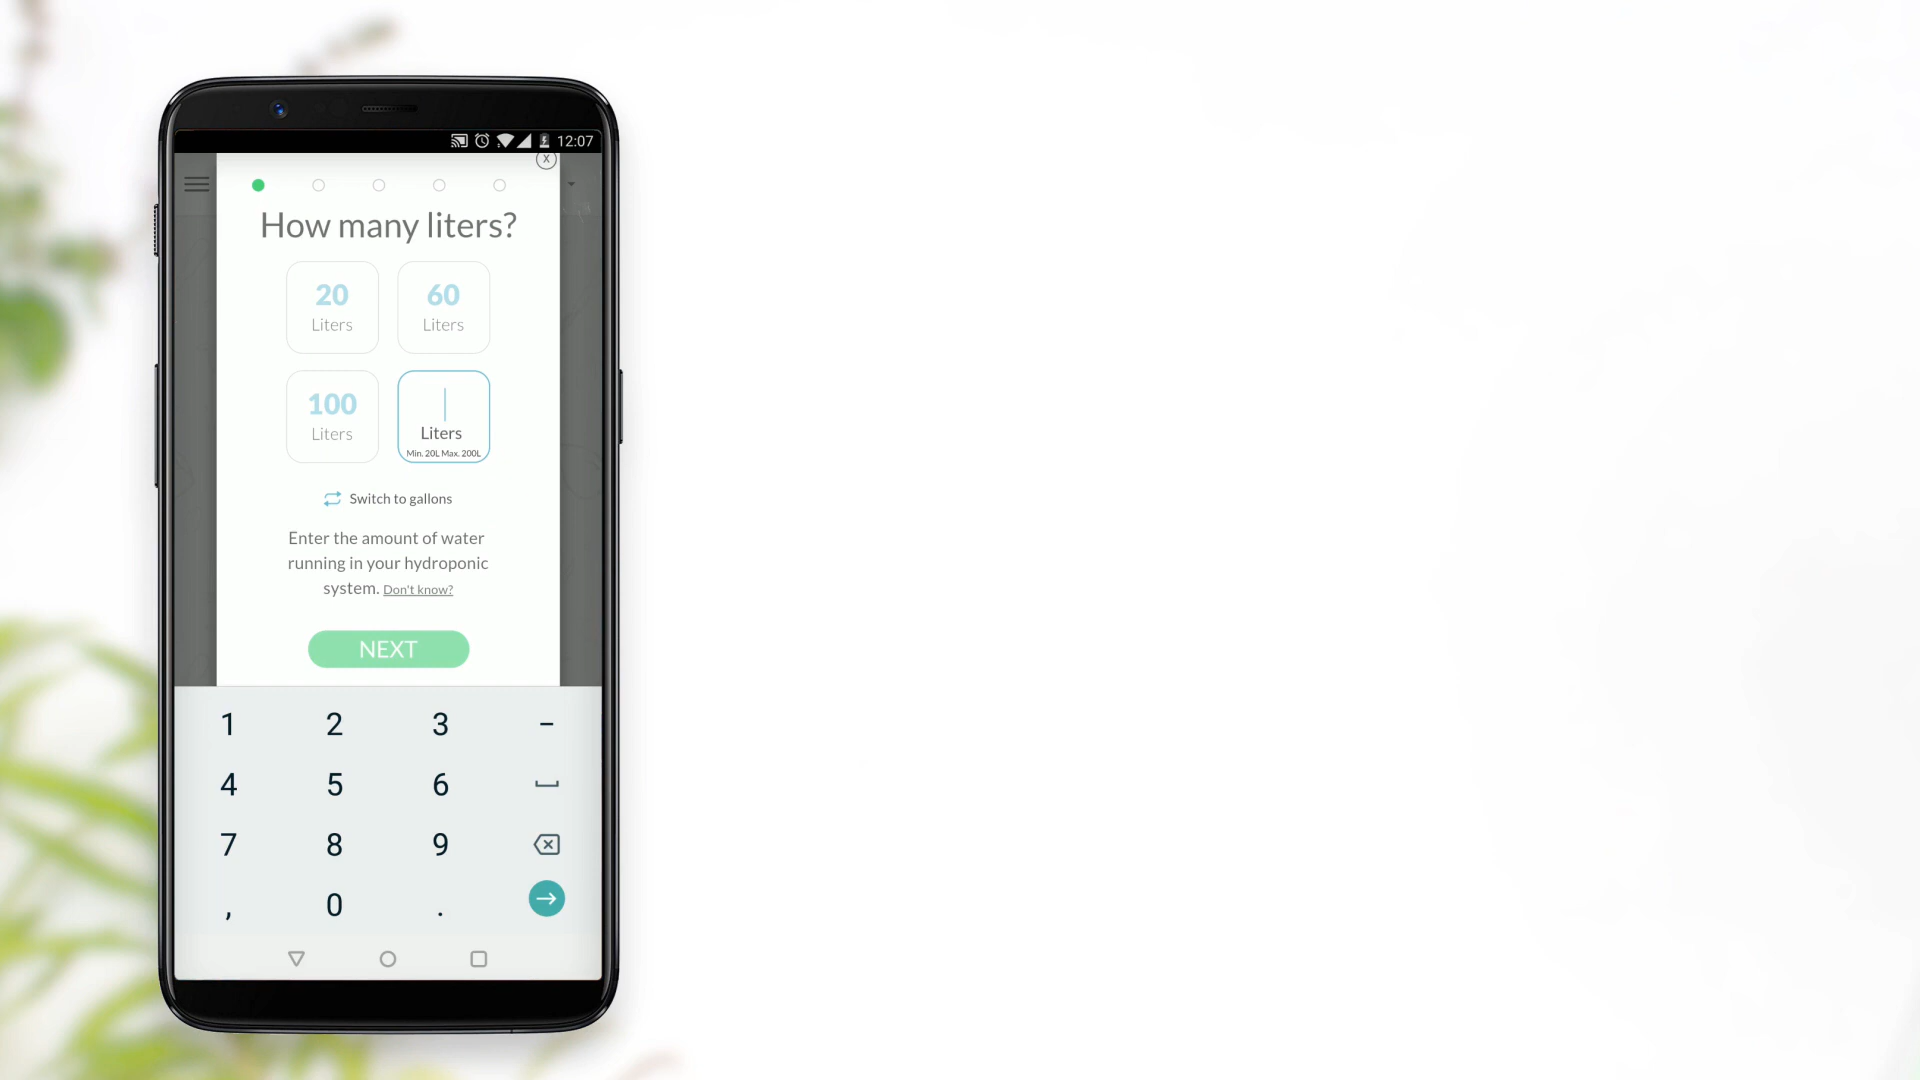 12:07
X
How many liters?
20
Liters
60
Liters
100
Liters
Liters
Min. 20L Max. 200L
Switch to gallons
Enter the amount of water
running in your hydroponic
system. Don't know?
NEXT
1 2 3 –
4 5 6
7 8 9
, 0 .